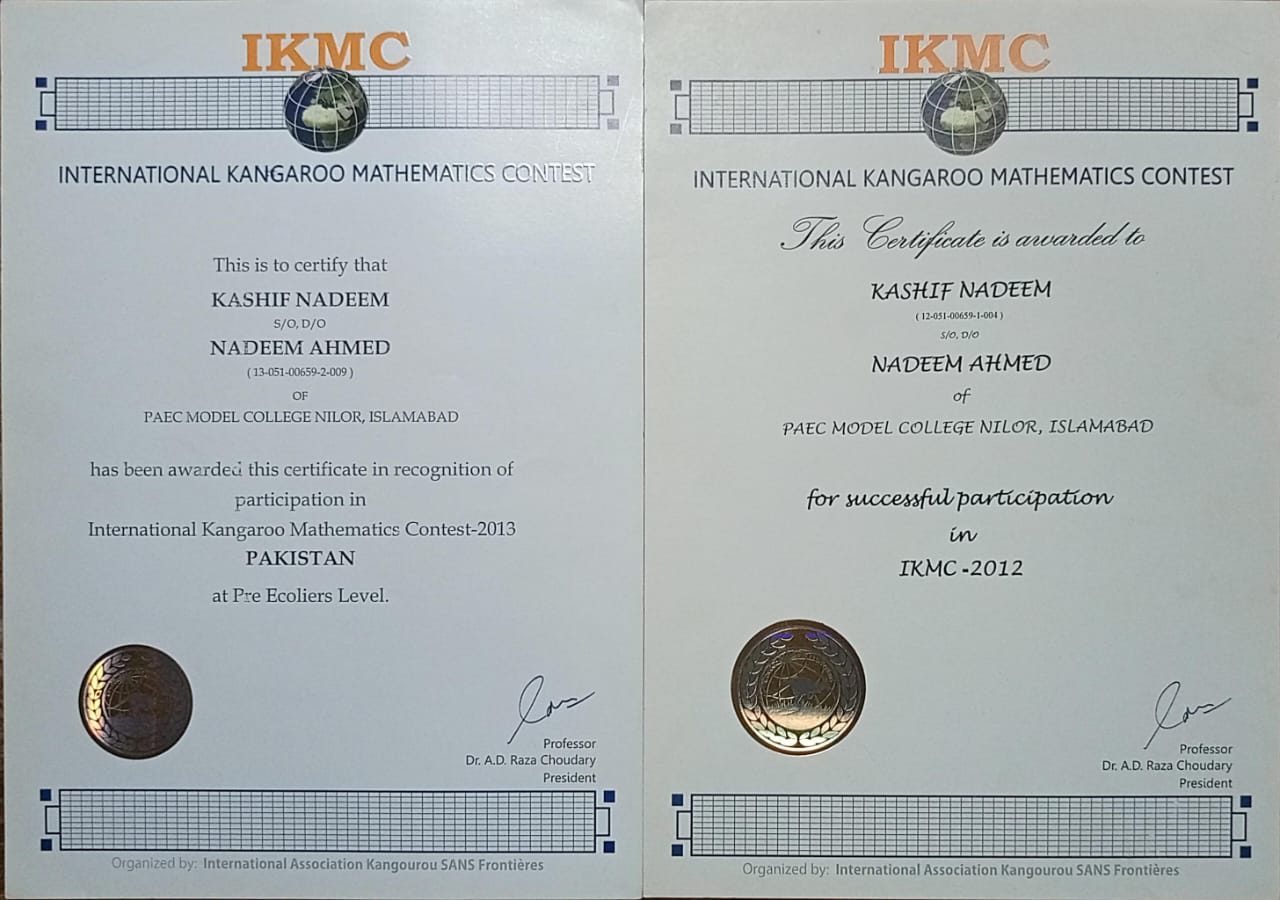 IKMC
INTERNATIONAL KANGAROO MATHEMATICS CONTEST
This is to certify that
KASHIF NADEEM
S/O, D/O
NADEEM AHMED
( 13-051-00659-2-009 )
OF
PAEC MODEL COLLEGE NILOR, ISLAMABAD
has been awarded this certificate in recognition of
participation in
International Kangaroo Mathematics Contest-2013
PAKISTAN
at Pre Ecoliers Level.
Professor
Dr. A.D. Raza Choudary
President
Organized by: International Association Kangourou SANS Frontières
IKMC
INTERNATIONAL KANGAROO MATHEMATICS CONTEST
This Certificate is awarded to
KASHIF NADEEM
( 12-051-00659-1-004 )
S/O, D/O
NADEEM AHMED
of
PAEC MODEL COLLEGE NILOR, ISLAMABAD
for successful participation
in
IKMC -2012
Professor
Dr. A.D. Raza Choudary
President
Organized by: International Association Kangourou SANS Frontières